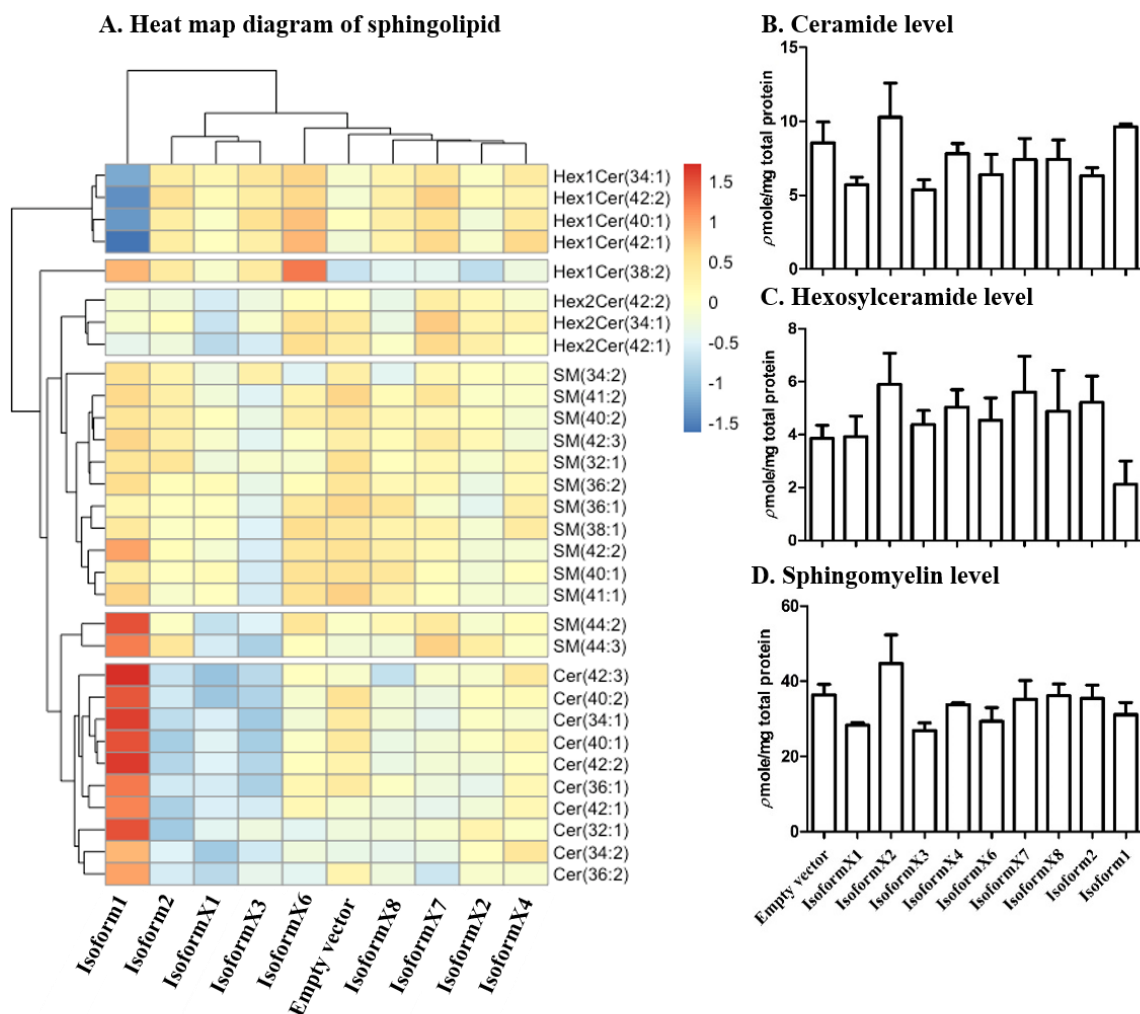 A. Heat map diagram of sphingolipid
Hex1Cer(34:1)
Hex1Cer(42:2)
Hex1Cer(40:1)
Hex1Cer(42:1)
Hex1Cer(38:2)
Hex2Cer(42:2)
Hex2Cer(34:1)
Hex2Cer(42:1)
SM(34:2)
SM(41:2)
SM(40:2)
SM(42:3)
SM(32:1)
SM(36:2)
SM(36:1)
SM(38:1)
SM(42:2)
SM(40:1)
SM(41:1)
SM(44:2)
SM(44:3)
Cer(42:3)
Cer(40:2)
Cer(34:1)
Cer(40:1)
Cer(42:2)
Cer(36:1)
Cer(42:1)
Cer(32:1)
Cer(34:2)
Cer(36:2)
1.5
1
0.5
0
-0.5
-1
-1.5
Isoform1
Isoform2
IsoformX1
IsoformX3
IsoformX6
Empty vector
IsoformX8
IsoformX7
IsoformX2
IsoformX4
B. Ceramide level
ρmole/mg total protein
15
10
5
0
C. Hexosylceramide level
ρmole/mg total protein
8
6
4
2
0
D. Sphingomyelin level
ρmole/mg total protein
60
40
20
0
Empty vector
IsoformX1
IsoformX2
IsoformX3
IsoformX4
IsoformX6
IsoformX7
IsoformX8
Isoform2
Isoform1